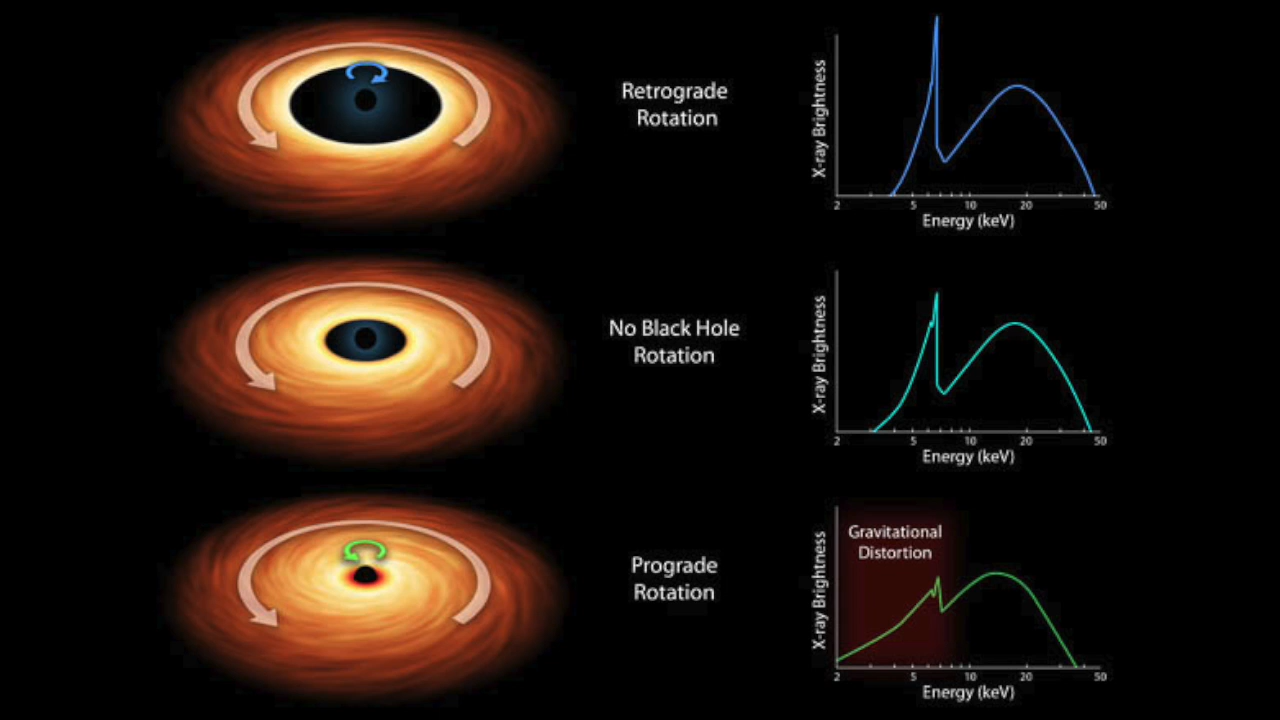 Retrograde
Rotation
X-ray Brightness
2 5 10 20 50
Energy (keV)
No Black Hole
Rotation
X-ray Brightness
2 5 10 20 50
Energy (keV)
Prograde
Rotation
X-ray Brightness
Gravitational
Distortion
2 5 10 20 50
Energy (keV)